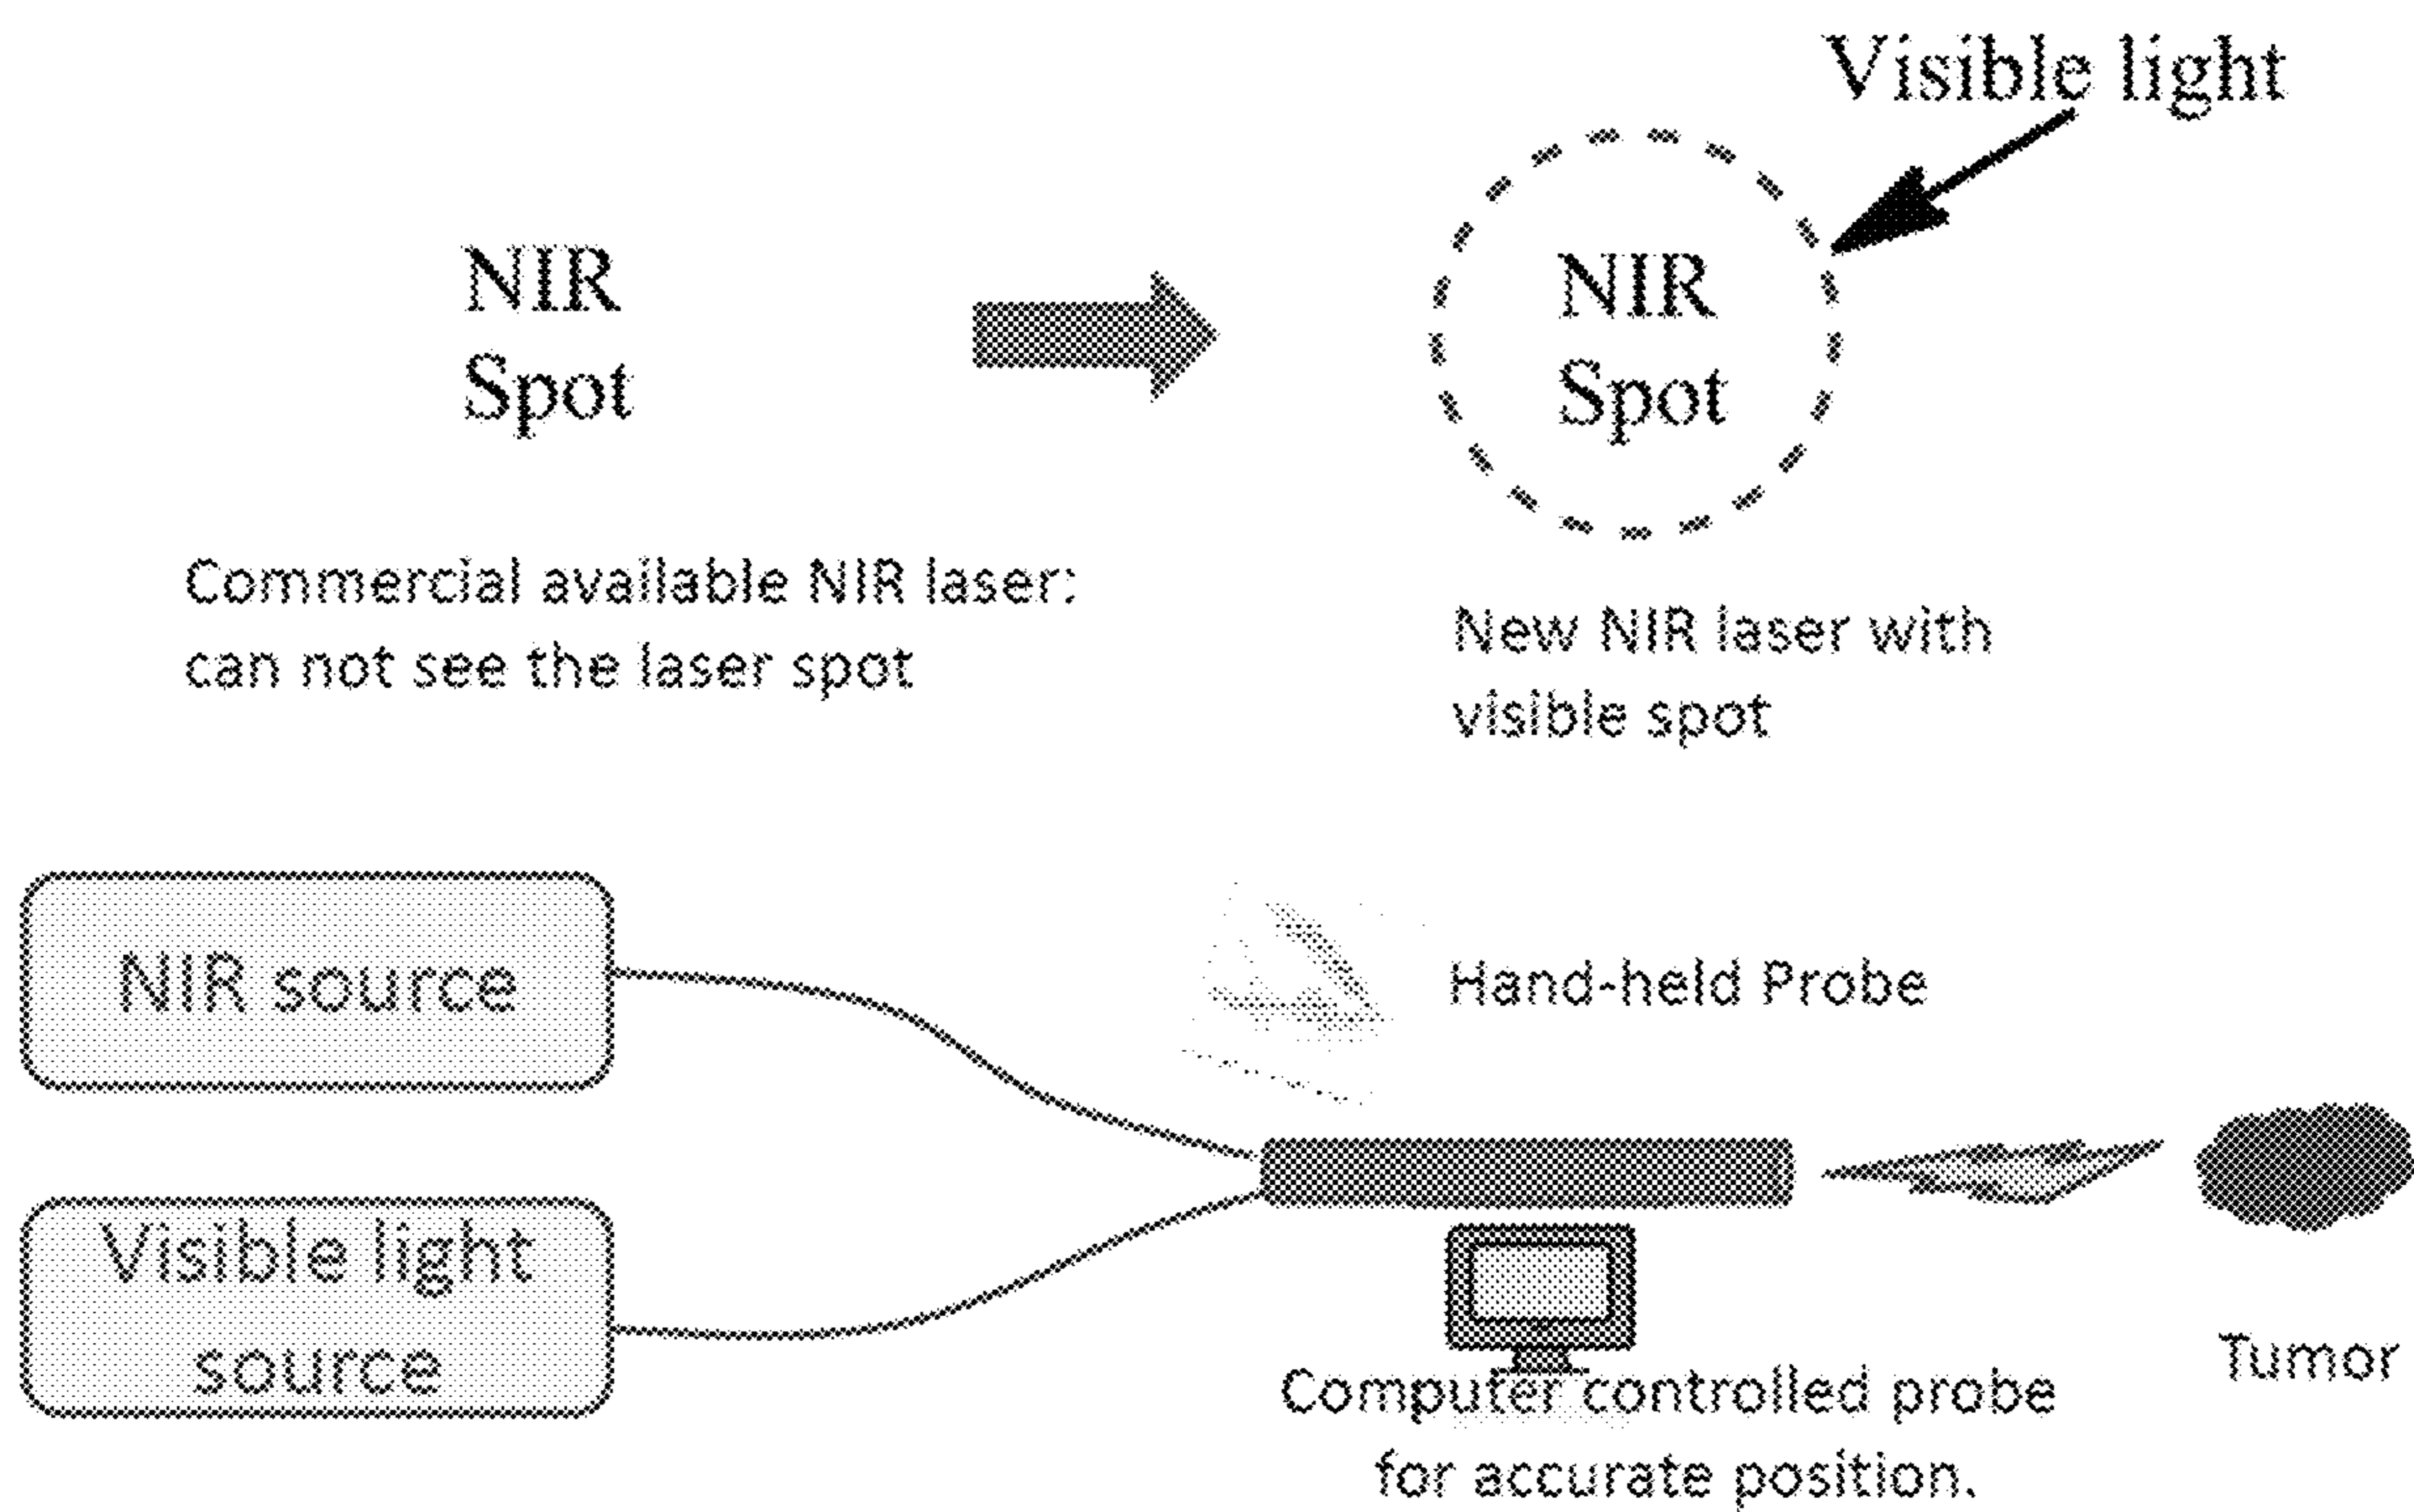 Visible light
NIR
Spot
NIR
Spot
Commercial available NIR laser:
can not see the laser spot
New NIR laser with
visible spot
NIR source
Hand-held Probe
Visible light
source
Tumor
Computer controlled probe
for accurate position.